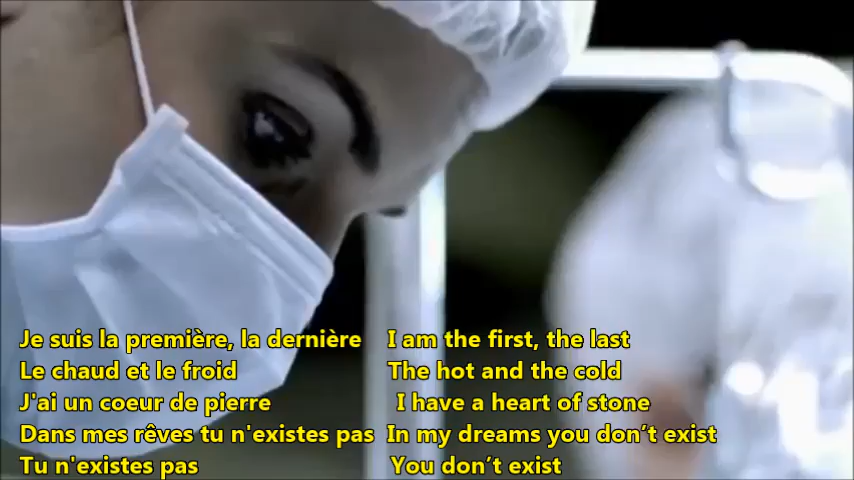 Je suis la première, la dernière I am the first, the last
Le chaud et le froid The hot and the cold
J'ai un coeur de pierre I have a heart of stone
Dans mes rêves tu n'existes pas In my dreams you don’t exist
Tu n'existes pas You don’t exist